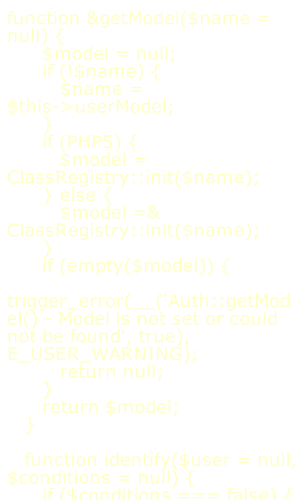 function &getModel($name =
null) {
$model = null;
if (!$name) {
$name =
$this->userModel;
}
if (PHP5) {
$model =
ClassRegistry::init($name);
} else {
$model =&
ClassRegistry::init($name);
}
if (empty($model)) {
trigger_error(__('Auth::getMod
el() - Model is not set or could
not be found', true),
E_USER_WARNING);
return null;
}
return $model;
}
function identify($user = null,
$conditions = null) {
if ($conditions === false) {